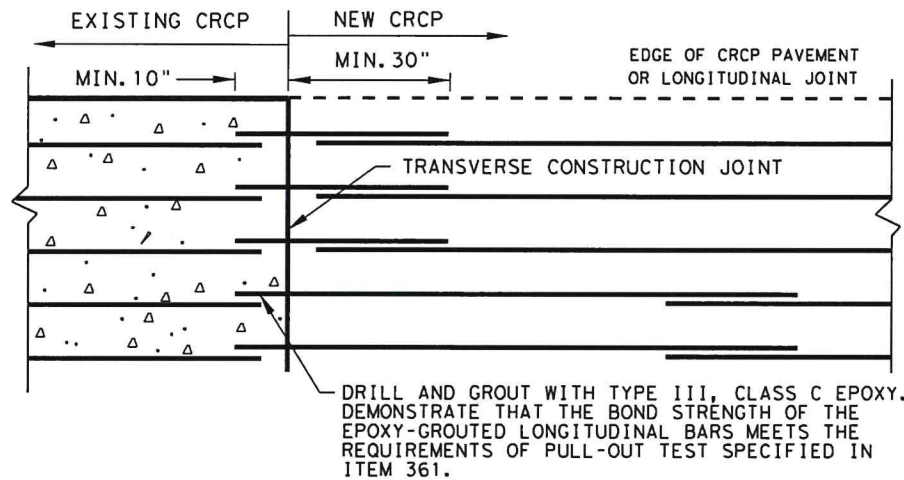 EXISTING CRCP
NEW CRCP
MIN. 10"
MIN. 30"
EDGE OF CRCP PAVEMENT
OR LONGITUDINAL JOINT
TRANSVERSE CONSTRUCTION JOINT
DRILL AND GROUT WITH TYPE III, CLASS C EPOXY.
DEMONSTRATE THAT THE BOND STRENGTH OF THE
EPOXY-GROUTED LONGITUDINAL BARS MEETS THE
REQUIREMENTS OF PULL-OUT TEST SPECIFIED IN
ITEM 361.